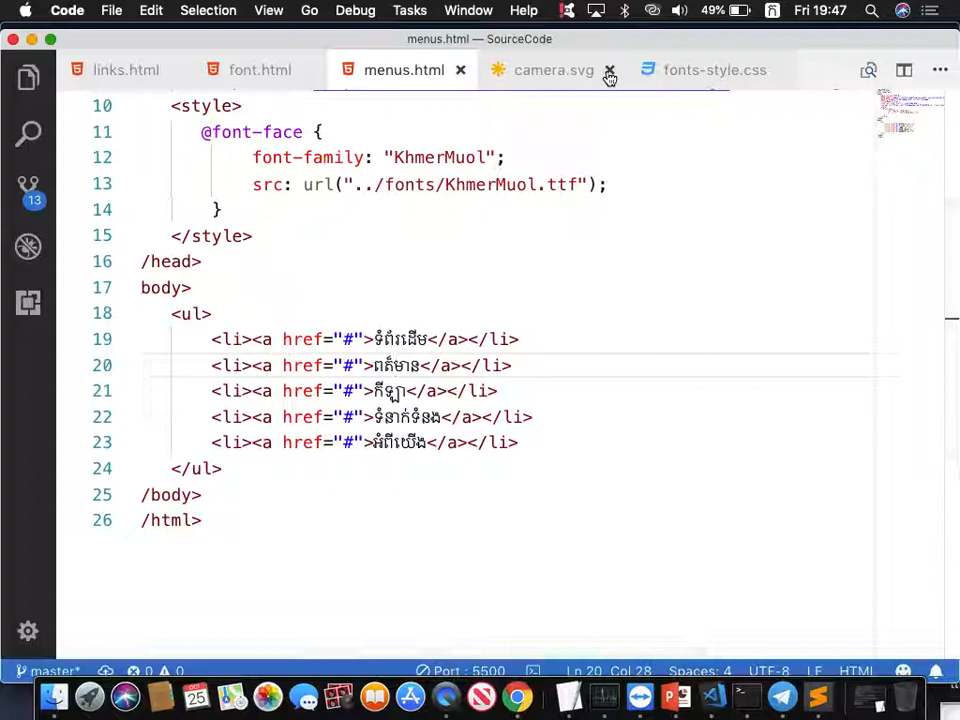 Code File Edit Selection View Go Debug Tasks Window Help 49% Fri 19:47
menus.html — SourceCode
links.html font.html menus.html camera.svg fonts-style.css
10 <style>
11 @font-face {
12 font-family: "KhmerMuol";
13 src: url("../fonts/KhmerMuol.ttf");
14 }
15 </style>
16 /head>
17 body>
18 <ul>
19 <li><a href="#">ទំព័រដើម</a></li>
20 <li><a href="#">ពត៏មាន</a></li>
21 <li><a href="#">កីឡា</a></li>
22 <li><a href="#">ទំនាក់ទំនង</a></li>
23 <li><a href="#">អំពីយើង</a></li>
24 </ul>
25 /body>
26 /html>
13
master* 0 0 Port : 5500 Ln 20, Col 28 Spaces: 4 UTF-8 LF HTML
25